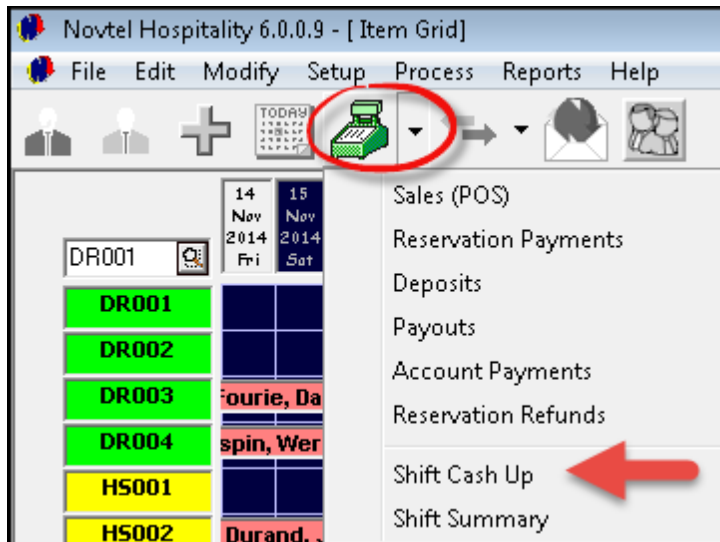 Novtel Hospitality 6.0.0.9 - [ Item Grid]
File Edit Modify Setup Process Reports Help
TODAY
14 Nov 2014 Fri
15 Nov 2014 Sat
DR001
DR001
DR002
DR003
Fourie, Da
DR004
spin, Wer
HS001
HS002
Durand, .
Sales (POS)
Reservation Payments
Deposits
Payouts
Account Payments
Reservation Refunds
Shift Cash Up
Shift Summary